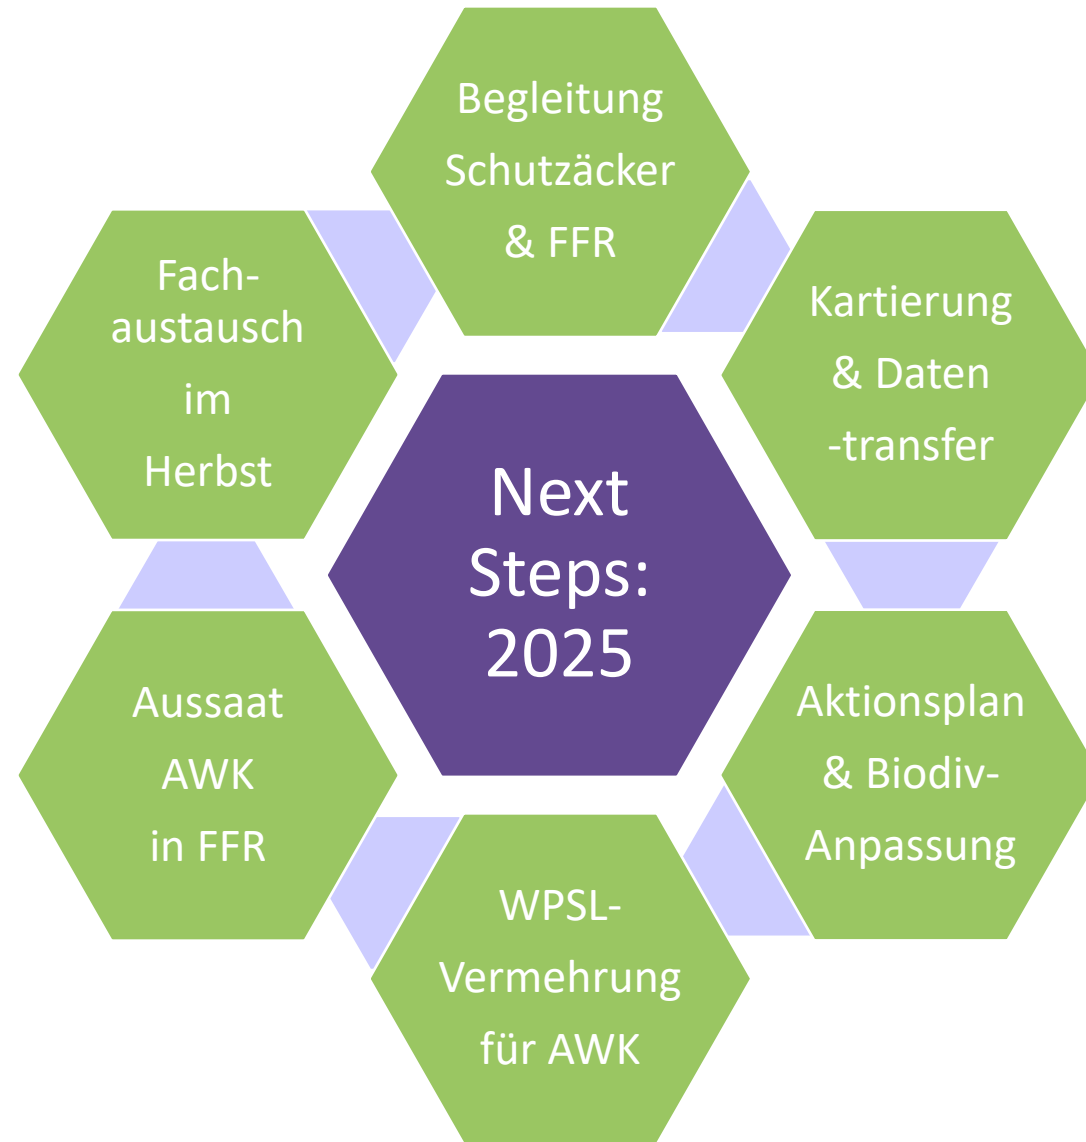 Begleitung
Schutzäcker
& FFR
Kartierung
& Daten
-transfer
Aktionsplan
& Biodiv-
Anpassung
WPSL-
Vermehrung
für AWK
Aussaat
AWK
in FFR
Fach-
austausch
im
Herbst
Next
Steps:
2025